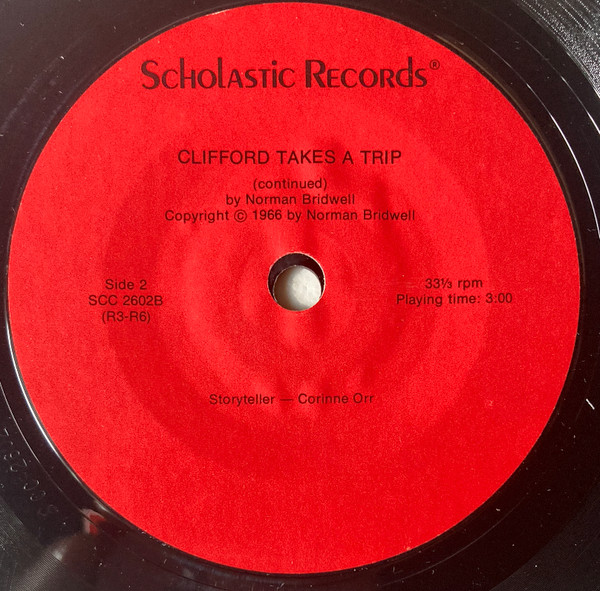 Scholastic Records®
CLIFFORD TAKES A TRIP
(continued)
by Norman Bridwell
Copyright © 1966 by Norman Bridwell
Side 2
SCC 2602B
(R3-R6)
33⅓ rpm
Playing time: 3:00
Storyteller — Corinne Orr